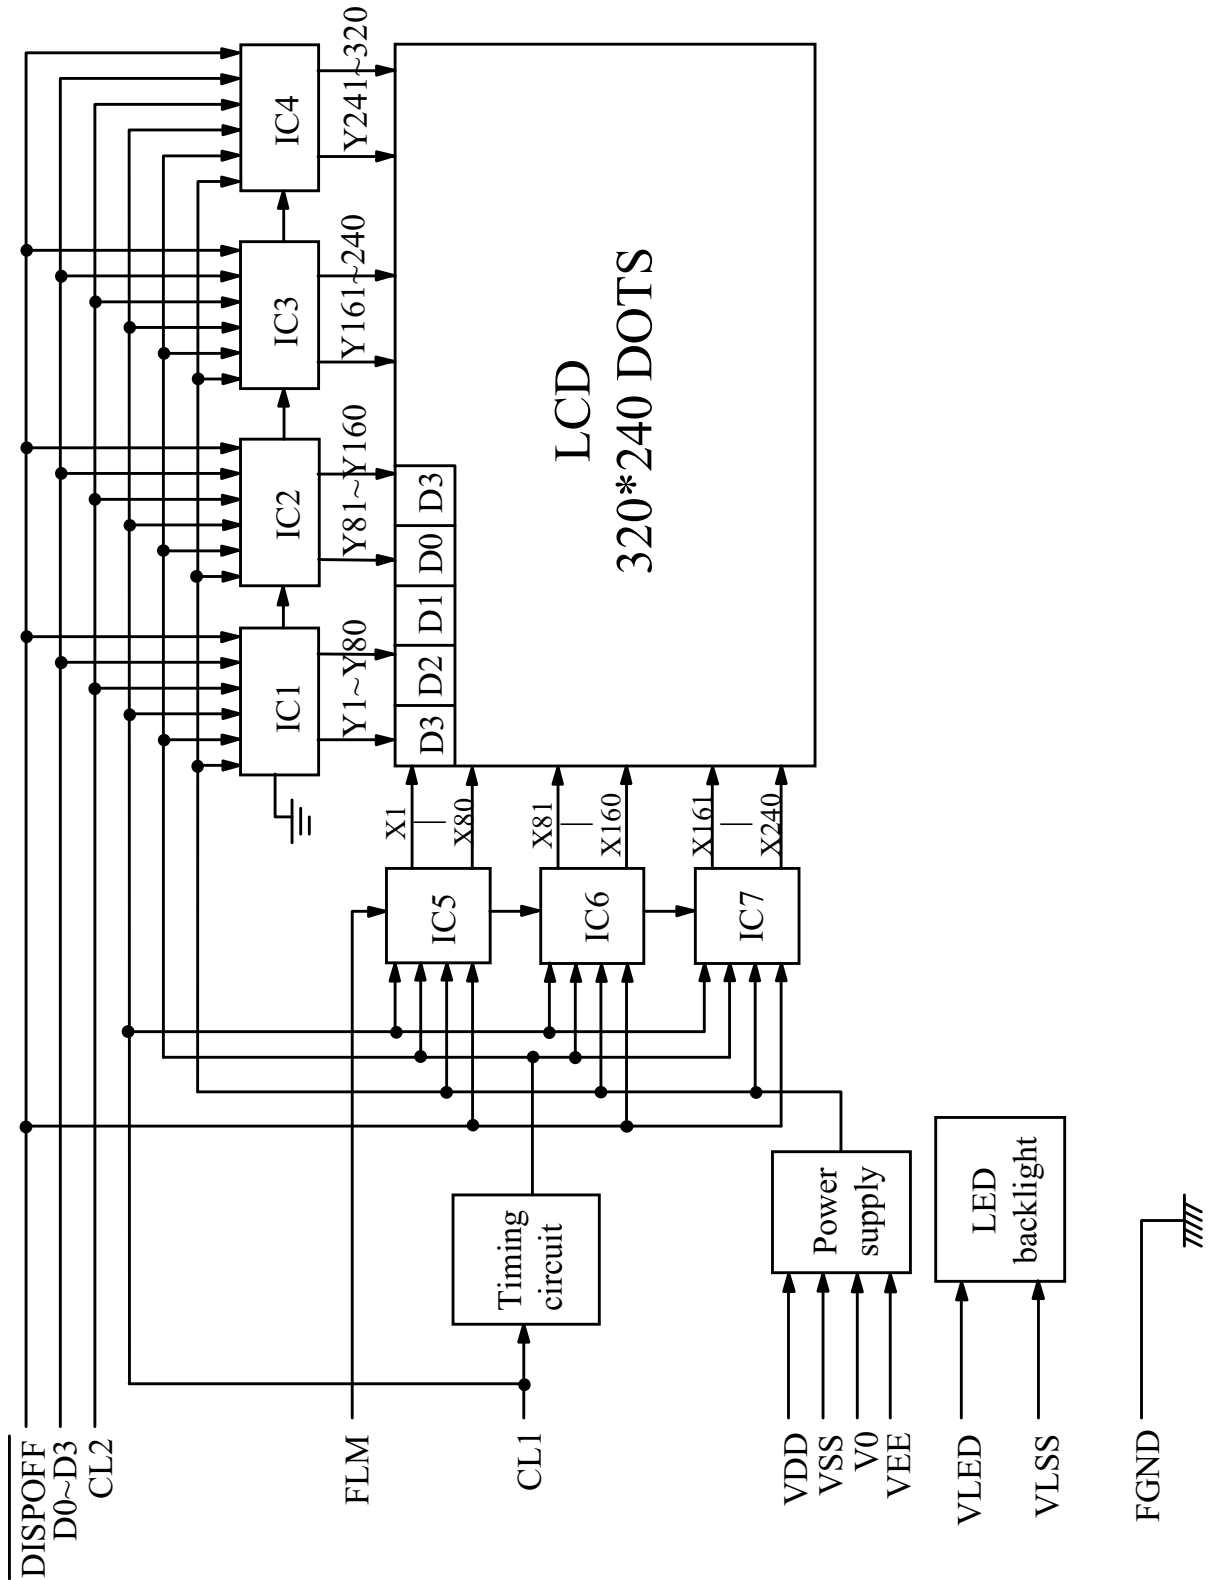 DISPOFF
D0~D3
CL2
FLM
CL1
VDD
VSS
V0
VEE
VLED
VLSS
FGND
Timing
circuit
Power
supply
LED
backlight
IC1
IC2
IC3
IC4
Y1~Y80
Y81~Y160
Y161~240
Y241~320
IC5
IC6
IC7
X1
X80
X81
X160
X161
X240
D3
D2
D1
D0
D3
LCD
320*240 DOTS